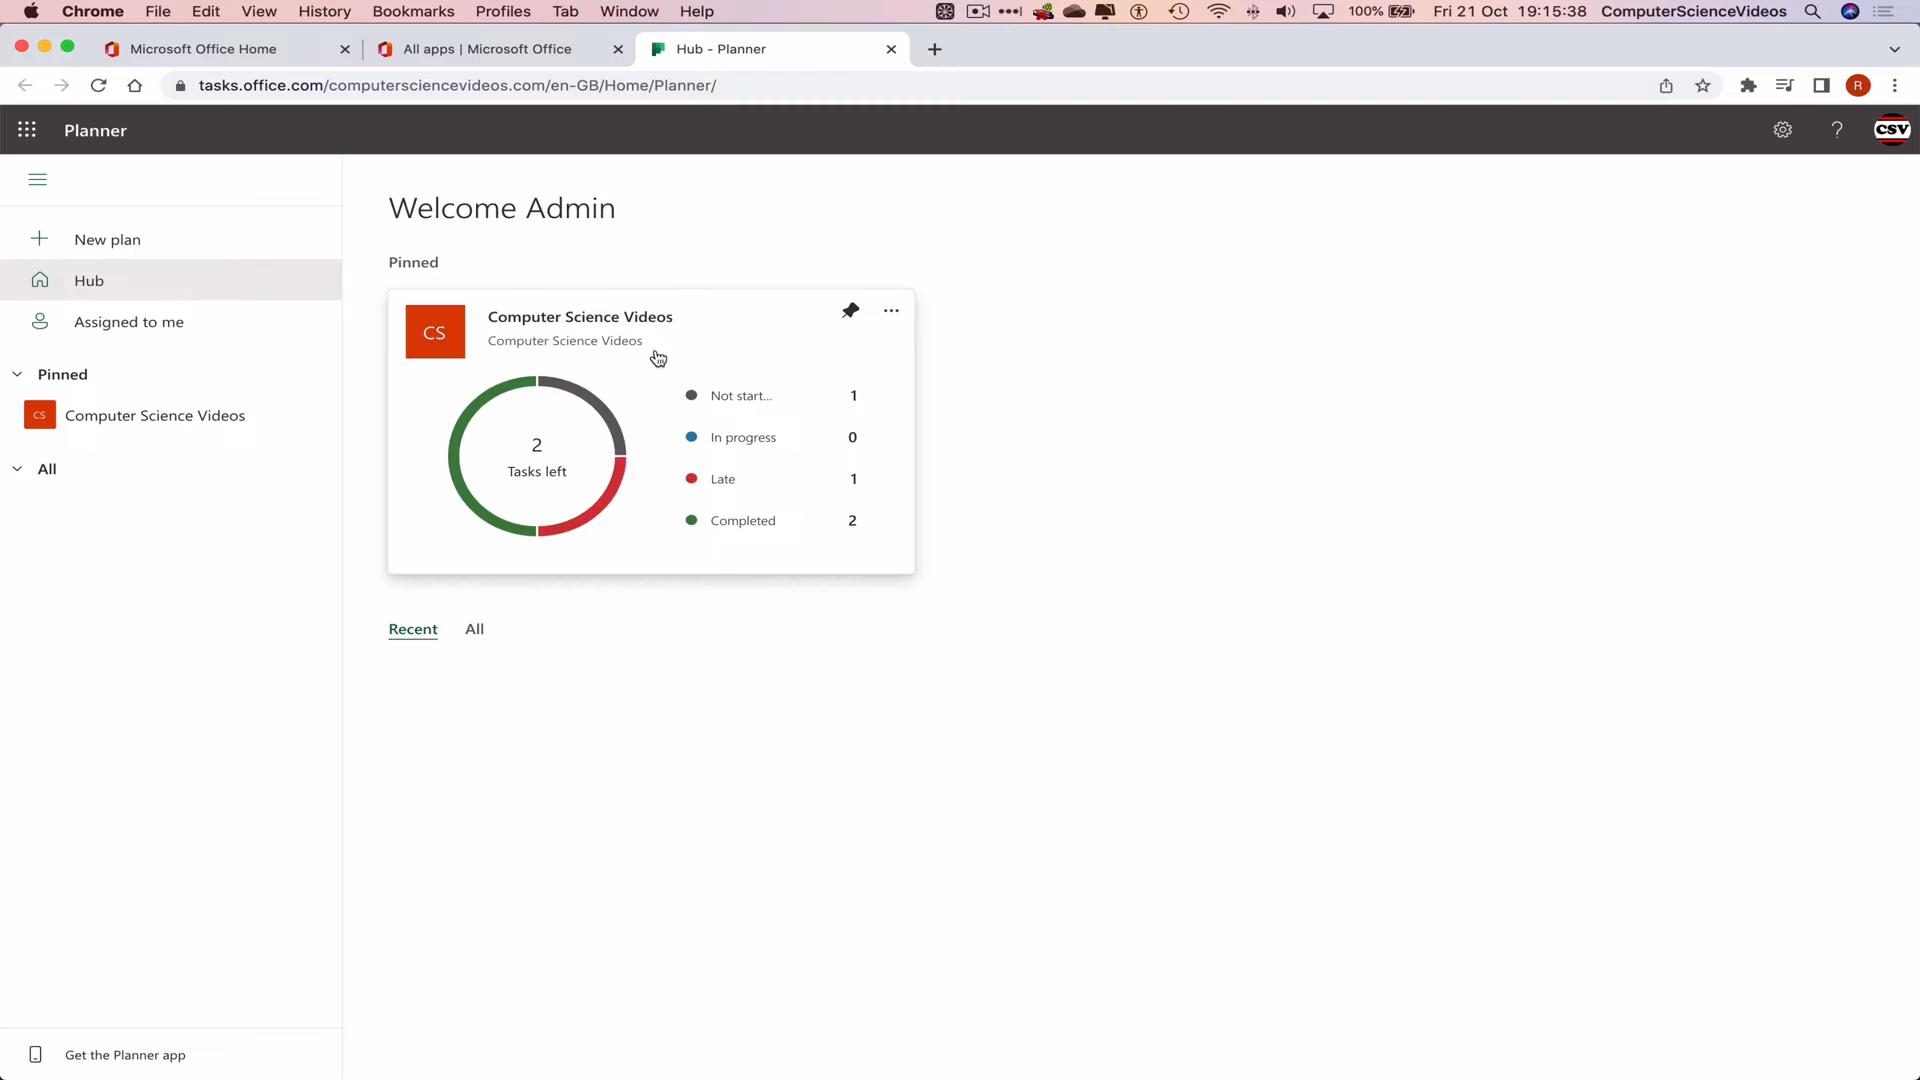 Chrome File Edit View History Bookmarks Profiles Tab Window Help 100% Fri 21 Oct 19:15:38 ComputerScienceVideos
Microsoft Office Home All apps | Microsoft Office Hub - Planner
tasks.office.com/computersciencevideos.com/en-GB/Home/Planner/ R
Planner ? CSV
Welcome Admin
New plan
Hub
Assigned to me
Pinned
CS Computer Science Videos
All
Pinned
CS Computer Science Videos
Computer Science Videos
2
Tasks left
Not start... 1
In progress 0
Late 1
Completed 2
Recent All
Get the Planner app